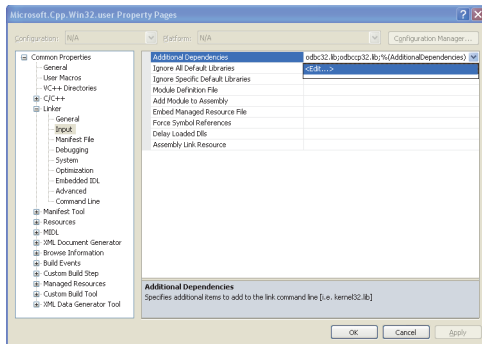 Microsoft.Cpp.Win32.user Property Pages
Configuration: N/A Platform: N/A Configuration Manager...
Common Properties
General
User Macros
VC++ Directories
C/C++
Linker
General
Input
Manifest File
Debugging
System
Optimization
Embedded IDL
Advanced
Command Line
Manifest Tool
Resources
MIDL
XML Document Generator
Browse Information
Build Events
Custom Build Step
Managed Resources
Custom Build Tool
XML Data Generator Tool
Additional Dependencies odbc32.lib;odbccp32.lib;%(AdditionalDependencies)
Ignore All Default Libraries <Edit...>
Ignore Specific Default Libraries
Module Definition File
Add Module to Assembly
Embed Managed Resource File
Force Symbol References
Delay Loaded Dlls
Assembly Link Resource
Additional Dependencies
Specifies additional items to add to the link command line [i.e. kernel32.lib]
OK Cancel Apply